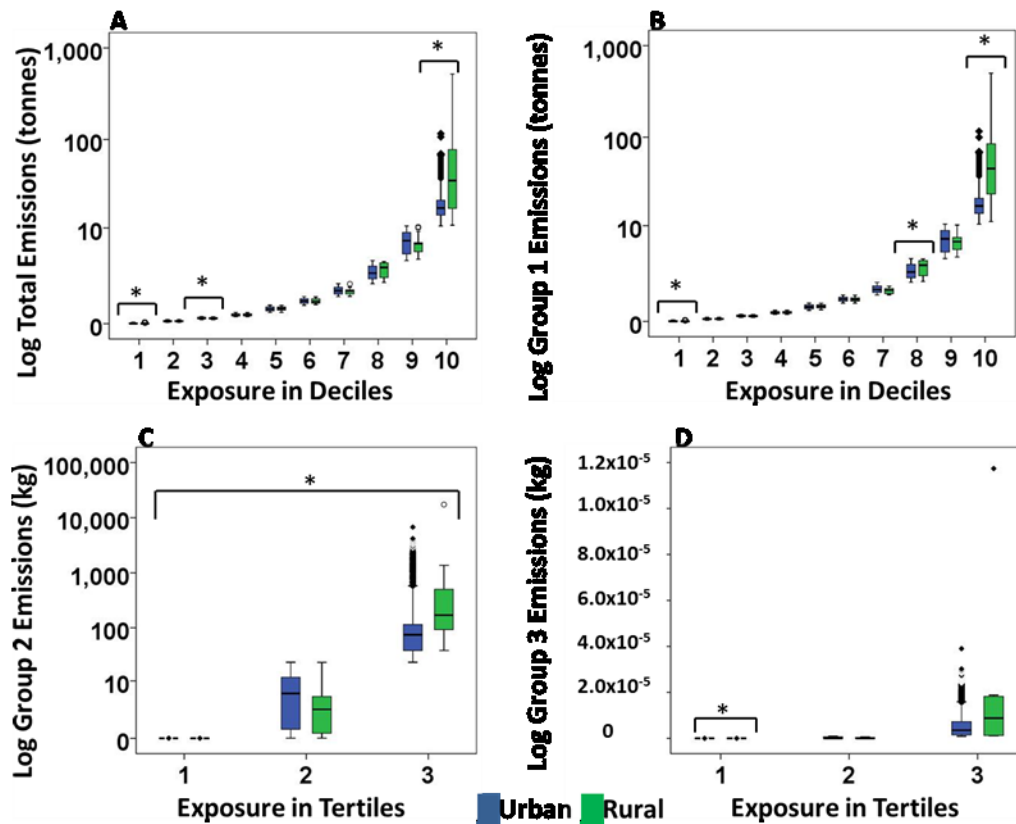 A
Log Total Emissions (tonnes)
1,000
100
10
0
*
*
*
1 2 3 4 5 6 7 8 9 10
Exposure in Deciles
B
Log Group 1 Emissions (tonnes)
1,000
100
10
0
*
*
*
1 2 3 4 5 6 7 8 9 10
Exposure in Deciles
C
Log Group 2 Emissions (kg)
100,000
10,000
1,000
100
10
0
*
1 2 3
Exposure in Tertiles
D
Log Group 3 Emissions (kg)
1.2x10-5
8.0x10-5
6.0x10-5
4.0x10-5
2.0x10-5
0
*
1 2 3
Exposure in Tertiles
Urban Rural